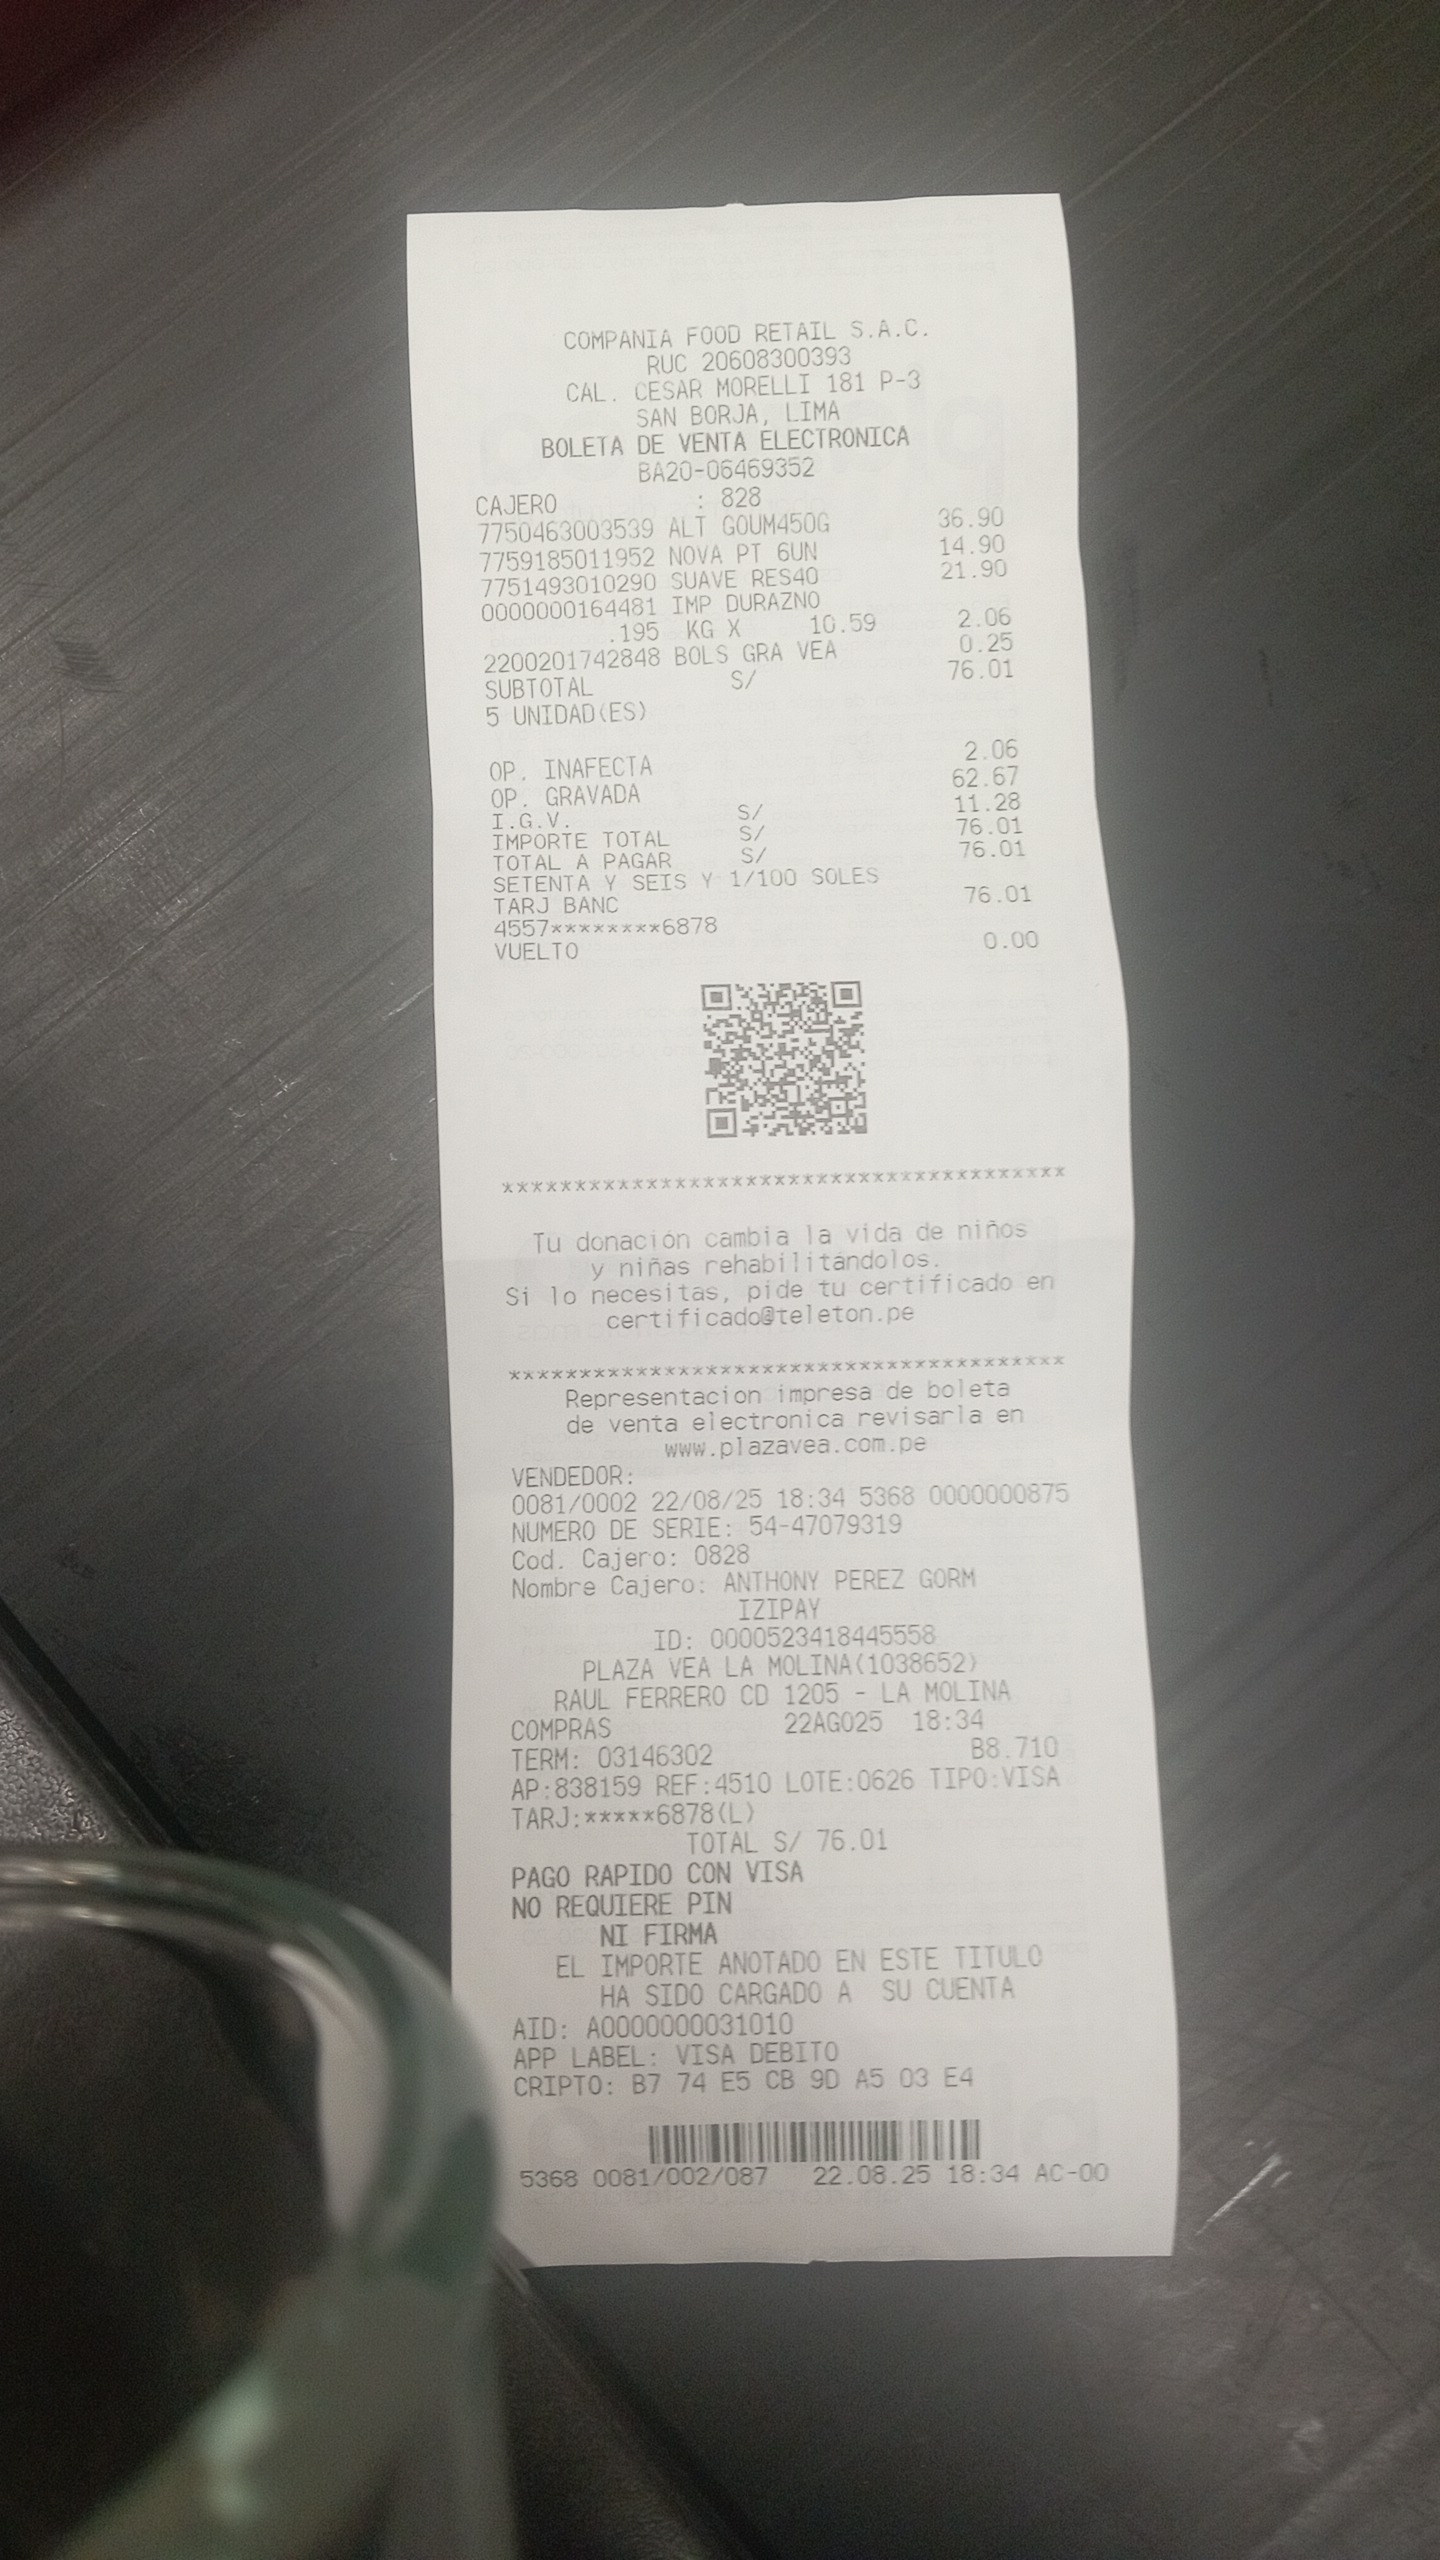 COMPANIA FOOD RETAIL S.A.C.
RUC 20608300393
CAL. CESAR MORELLI 181 P-3
SAN BORJA, LIMA
BOLETA DE VENTA ELECTRONICA
BA20-06469352
CAJERO : 828
7750463003539 ALT GOUM450G 36.90
7759185011952 NOVA PT 6UN 14.90
7751493010290 SUAVE RES40 21.90
0000000164481 IMP DURAZNO
.195 KG X 10.59 2.06
2200201742848 BOLS GRA VEA 0.25
SUBTOTAL S/ 76.01
5 UNIDAD(ES)
OP. INAFECTA 2.06
OP. GRAVADA 62.67
I.G.V. S/ 11.28
IMPORTE TOTAL S/ 76.01
TOTAL A PAGAR S/ 76.01
SETENTA Y SEIS Y 1/100 SOLES
TARJ BANC 76.01
4557********6878
VUELTO 0.00
***************************************
Tu donación cambia la vida de niños
y niñas rehabilitándolos.
Si lo necesitas, pide tu certificado en
certificado@teleton.pe
***************************************
Representacion impresa de boleta
de venta electronica revisarla en
www.plazavea.com.pe
VENDEDOR:
0081/0002 22/08/25 18:34 5368 0000000875
NUMERO DE SERIE: 54-47079319
Cod. Cajero: 0828
Nombre Cajero: ANTHONY PEREZ GORM
IZIPAY
ID: 0000523418445558
PLAZA VEA LA MOLINA(1038652)
RAUL FERRERO CD 1205 - LA MOLINA
COMPRAS 22AGO25 18:34
TERM: 03146302 B8.710
AP:838159 REF:4510 LOTE:0626 TIPO:VISA
TARJ:*****6878(L)
TOTAL S/ 76.01
PAGO RAPIDO CON VISA
NO REQUIERE PIN
NI FIRMA
EL IMPORTE ANOTADO EN ESTE TITULO
HA SIDO CARGADO A SU CUENTA
AID: A0000000031010
APP LABEL: VISA DEBITO
CRIPTO: B7 74 E5 CB 9D A5 03 E4
5368 0081/002/087 22.08.25 18:34 AC-00